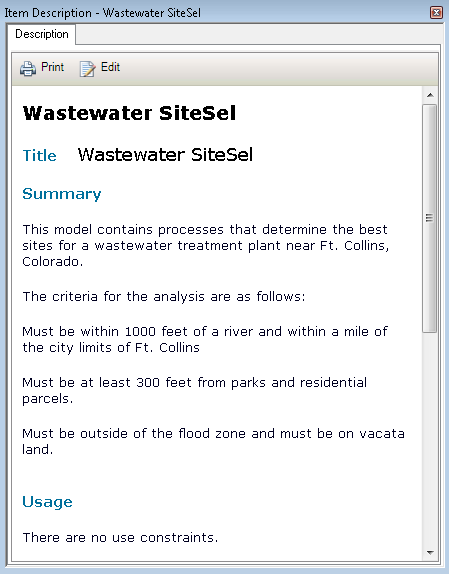 Item Description - Wastewater SiteSel
Description
Print Edit
Wastewater SiteSel
Title Wastewater SiteSel
Summary
This model contains processes that determine the best
sites for a wastewater treatment plant near Ft. Collins,
Colorado.
The criteria for the analysis are as follows:
Must be within 1000 feet of a river and within a mile of
the city limits of Ft. Collins
Must be at least 300 feet from parks and residential
parcels.
Must be outside of the flood zone and must be on vacata
land.
Usage
There are no use constraints.